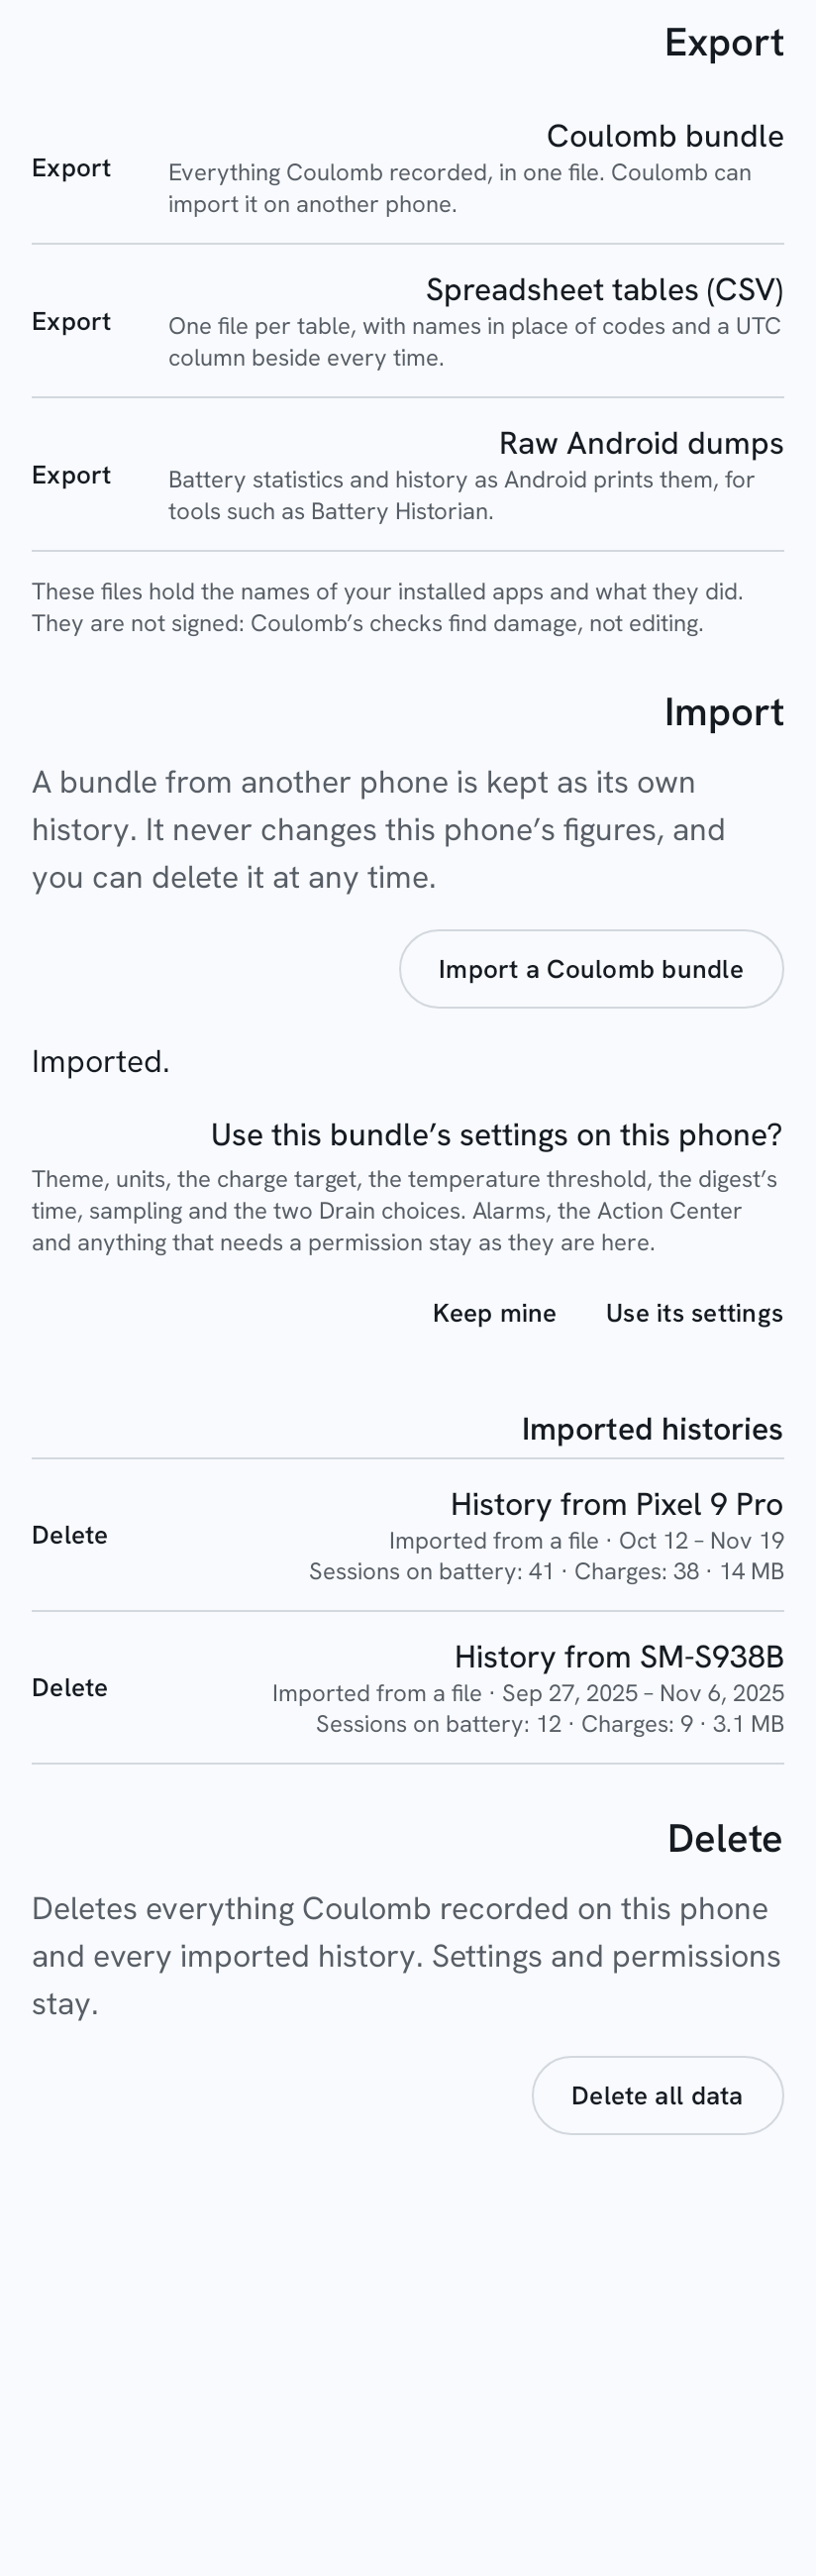 Export
Coulomb bundle
Everything Coulomb recorded, in one file. Coulomb can
import it on another phone.
Export
Spreadsheet tables (CSV)
One file per table, with names in place of codes and a UTC
column beside every time.
Export
Raw Android dumps
Battery statistics and history as Android prints them, for
tools such as Battery Historian.
Export
These files hold the names of your installed apps and what they did.
They are not signed: Coulomb’s checks find damage, not editing.
Import
A bundle from another phone is kept as its own
history. It never changes this phone’s figures, and
you can delete it at any time.
Import a Coulomb bundle
Imported.
Use this bundle’s settings on this phone?
Theme, units, the charge target, the temperature threshold, the digest’s
time, sampling and the two Drain choices. Alarms, the Action Center
and anything that needs a permission stay as they are here.
Keep mine
Use its settings
Imported histories
History from Pixel 9 Pro
Imported from a file · Oct 12 – Nov 19
Sessions on battery: 41 · Charges: 38 · 14 MB
Delete
History from SM-S938B
Imported from a file · Sep 27, 2025 – Nov 6, 2025
Sessions on battery: 12 · Charges: 9 · 3.1 MB
Delete
Delete
Deletes everything Coulomb recorded on this phone
and every imported history. Settings and permissions
stay.
Delete all data